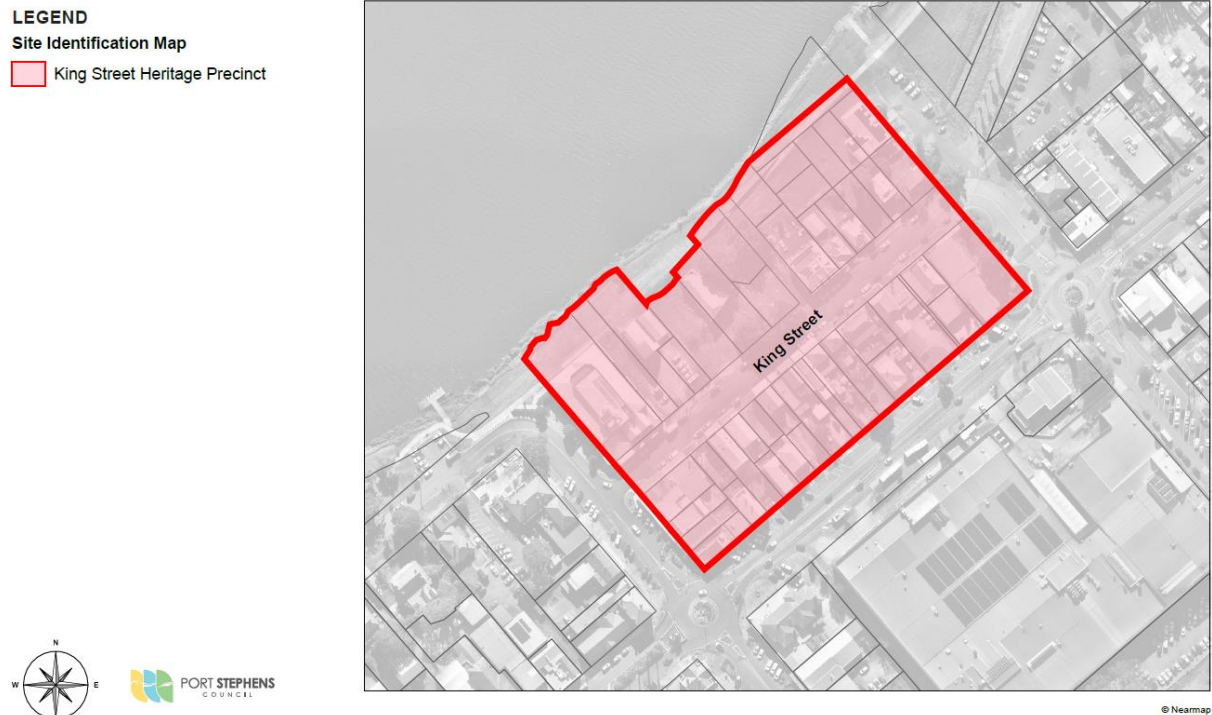 LEGEND
Site Identification Map
King Street Heritage Precinct
King Street
N
W
E
PORT STEPHENS
COUNCIL
© Nearmap